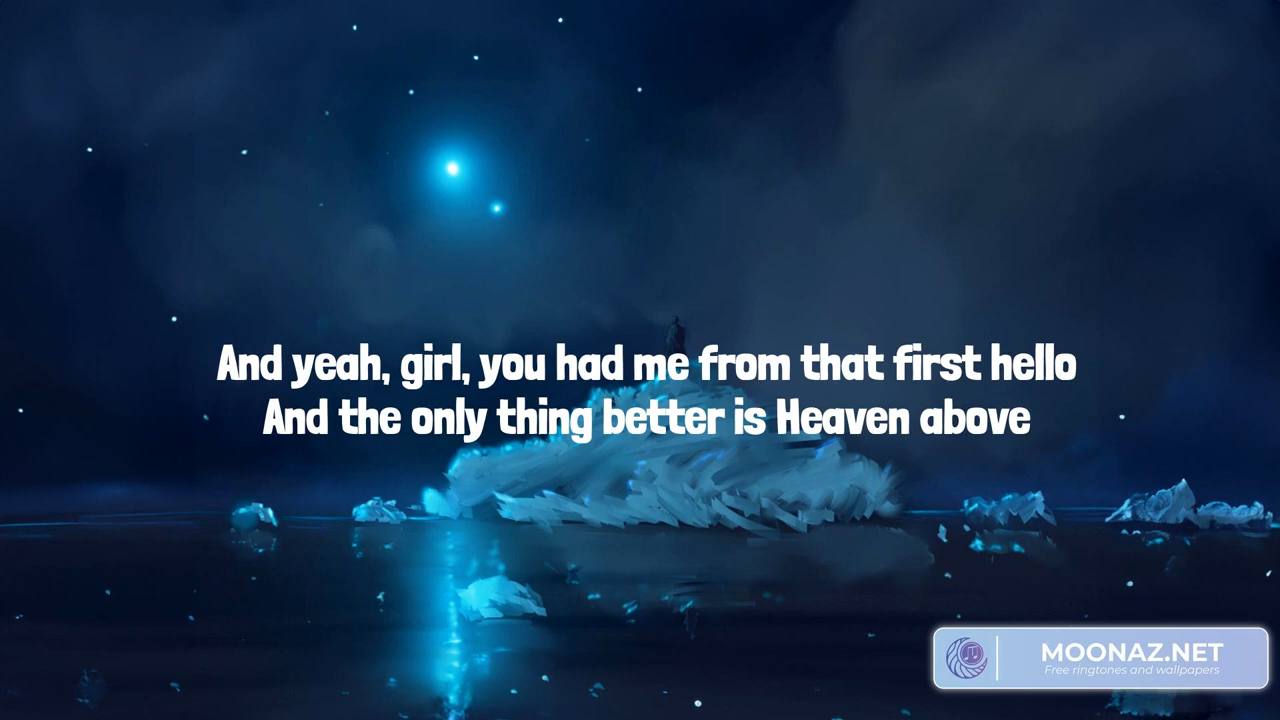 And yeah, girl, you had me from that first hello
And the only thing better is Heaven above
MOONAZ.NET
Free ringtones and wallpapers